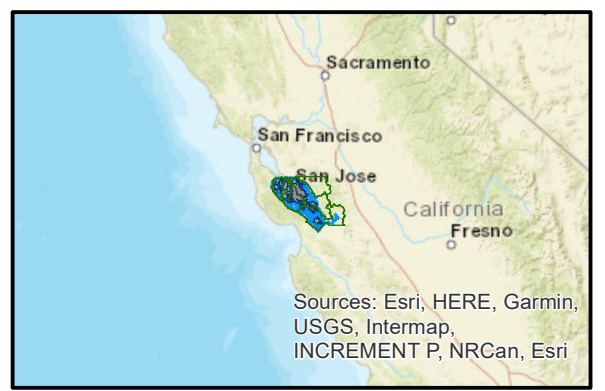 Sacramento
San Francisco
San Jose
California
Fresno
Sources: Esri, HERE, Garmin,
USGS, Intermap,
INCREMENT P, NRCan, Esri